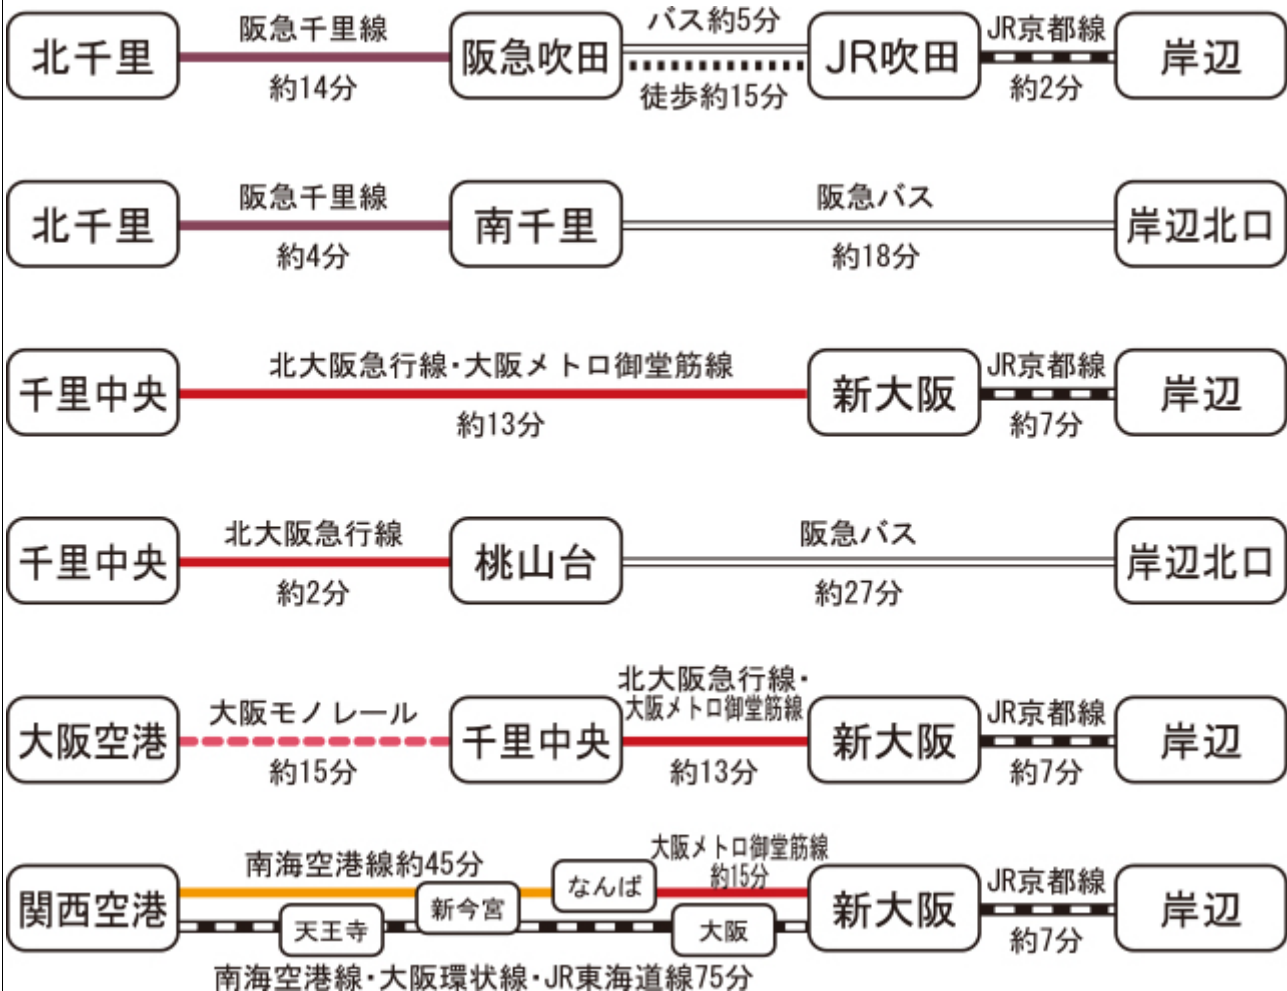 阪急千里線
バス約5分
JR京都線
北千里
阪急吹田
JR吹田
岸辺
約14分
徒歩約15分
約2分
阪急千里線
阪急バス
北千里
南千里
岸辺北口
約4分
約18分
北大阪急行線・大阪メトロ御堂筋線
JR京都線
千里中央
新大阪
岸辺
約13分
約7分
北大阪急行線
阪急バス
千里中央
桃山台
岸辺北口
約2分
約27分
大阪モノレール
北大阪急行線・
大阪メトロ御堂筋線
JR京都線
大阪空港
千里中央
新大阪
岸辺
約15分
約13分
約7分
南海空港線約45分
大阪メトロ御堂筋線
約15分
JR京都線
関西空港
天王寺
新今宮
なんば
大阪
新大阪
岸辺
約7分
南海空港線・大阪環状線・JR東海道線75分